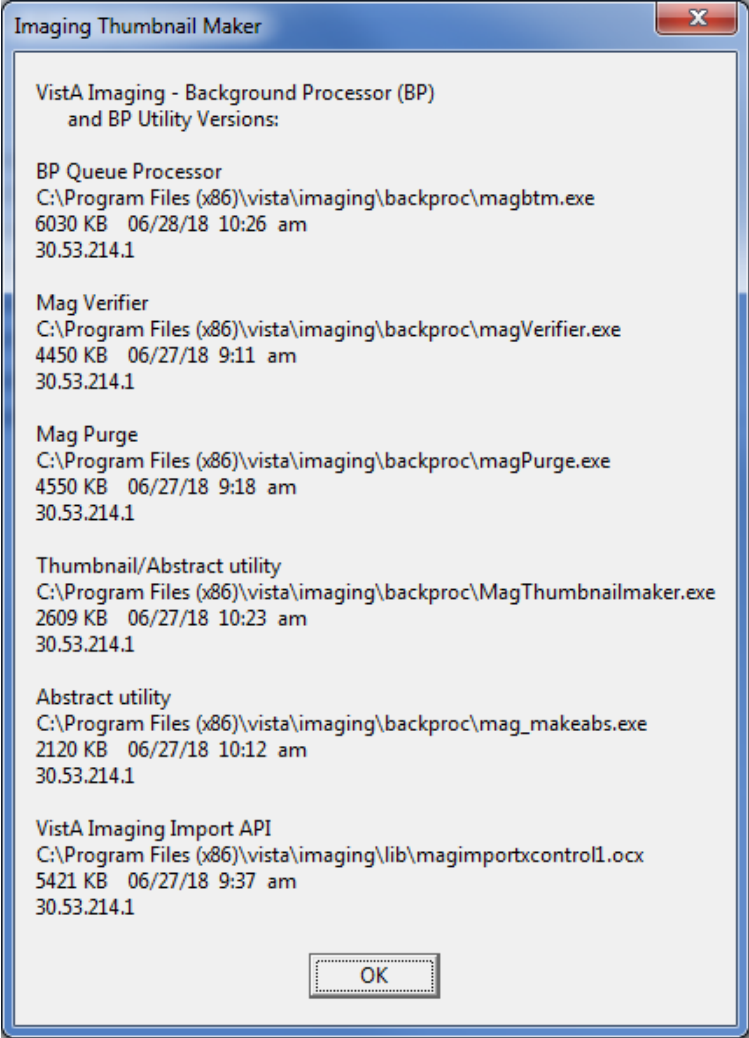 Imaging Thumbnail Maker
VistA Imaging - Background Processor (BP)
and BP Utility Versions:
BP Queue Processor
C:\Program Files (x86)\vista\imaging\backproc\magbtm.exe
6030 KB 06/28/18 10:26 am
30.53.214.1
Mag Verifier
C:\Program Files (x86)\vista\imaging\backproc\magVerifier.exe
4450 KB 06/27/18 9:11 am
30.53.214.1
Mag Purge
C:\Program Files (x86)\vista\imaging\backproc\magPurge.exe
4550 KB 06/27/18 9:18 am
30.53.214.1
Thumbnail/Abstract utility
C:\Program Files (x86)\vista\imaging\backproc\MagThumbnailmaker.exe
2609 KB 06/27/18 10:23 am
30.53.214.1
Abstract utility
C:\Program Files (x86)\vista\imaging\backproc\mag_makeabs.exe
2120 KB 06/27/18 10:12 am
30.53.214.1
VistA Imaging Import API
C:\Program Files (x86)\vista\imaging\lib\magimportxcontrol1.ocx
5421 KB 06/27/18 9:37 am
30.53.214.1
OK